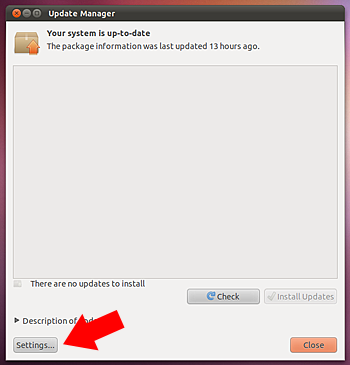 Update Manager
Your system is up-to-date
The package information was last updated 13 hours ago.
There are no updates to install
Check
Install Updates
Description of
Settings...
Close